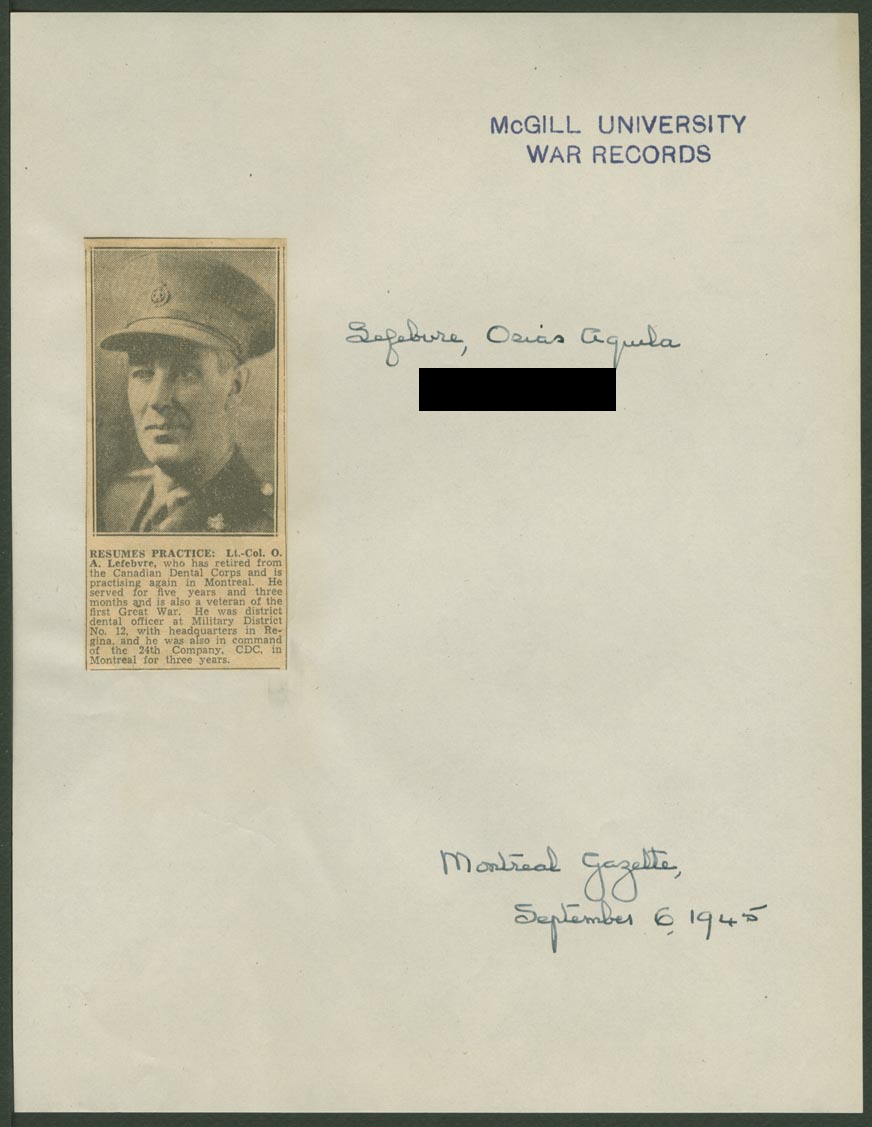 McGILL UNIVERSITY
WAR RECORDS
Lefebvre, Osias Aquila
RESUMES PRACTICE: Lt.-Col. O.
A. Lefebvre, who has retired from
the Canadian Dental Corps and is
practising again in Montreal. He
served for five years and three
months and is also a veteran of the
first Great War. He was district
dental officer at Military District
No. 12, with headquarters in Re-
gina, and he was also in command
of the 24th Company, CDC, in
Montreal for three years.
Montreal Gazette,
September 6, 1945